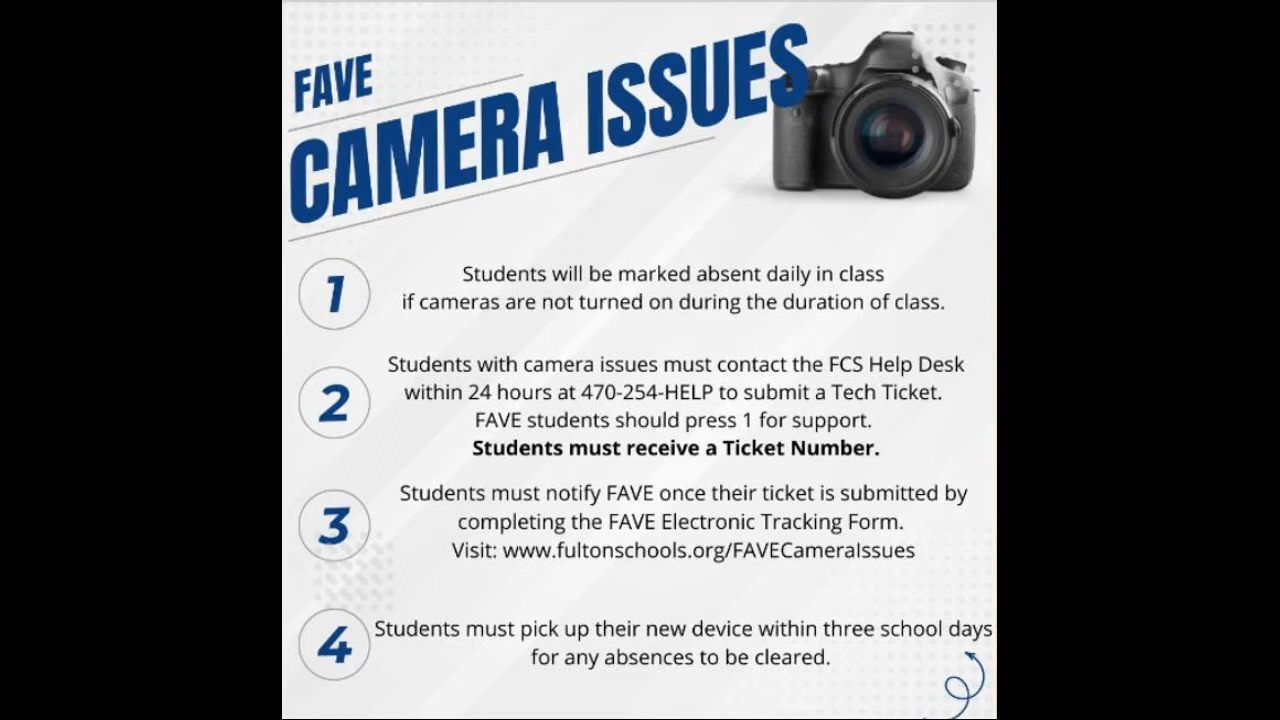 FAVE
CAMERA ISSUES
1
Students will be marked absent daily in class
if cameras are not turned on during the duration of class.
2
Students with camera issues must contact the FCS Help Desk
within 24 hours at 470-254-HELP to submit a Tech Ticket.
FAVE students should press 1 for support.
Students must receive a Ticket Number.
3
Students must notify FAVE once their ticket is submitted by
completing the FAVE Electronic Tracking Form.
Visit: www.fultonschools.org/FAVECameraIssues
4
Students must pick up their new device within three school days
for any absences to be cleared.